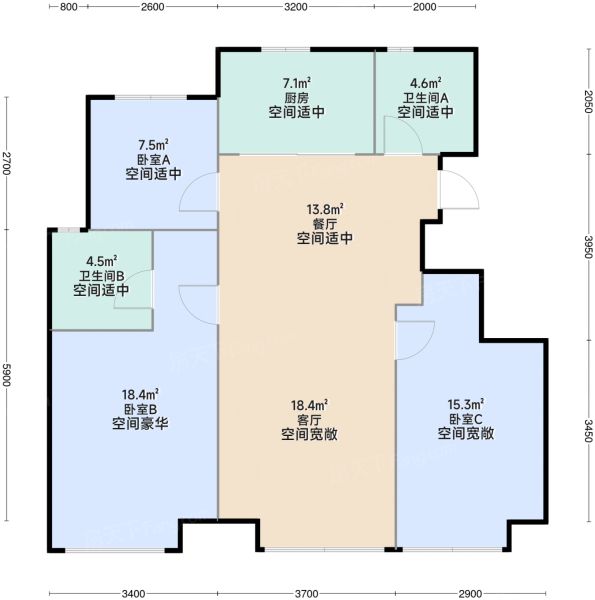 800 2600 3200 2000
7.1㎡
厨房
空间适中
4.6㎡
卫生间A
空间适中
2050
2700
7.5㎡
卧室A
空间适中
13.8㎡
餐厅
空间适中
3950
4.5㎡
卫生间B
空间适中
5900
18.4㎡
卧室B
空间豪华
18.4㎡
客厅
空间宽敞
15.3㎡
卧室C
空间宽敞
3450
3400 3700 2900